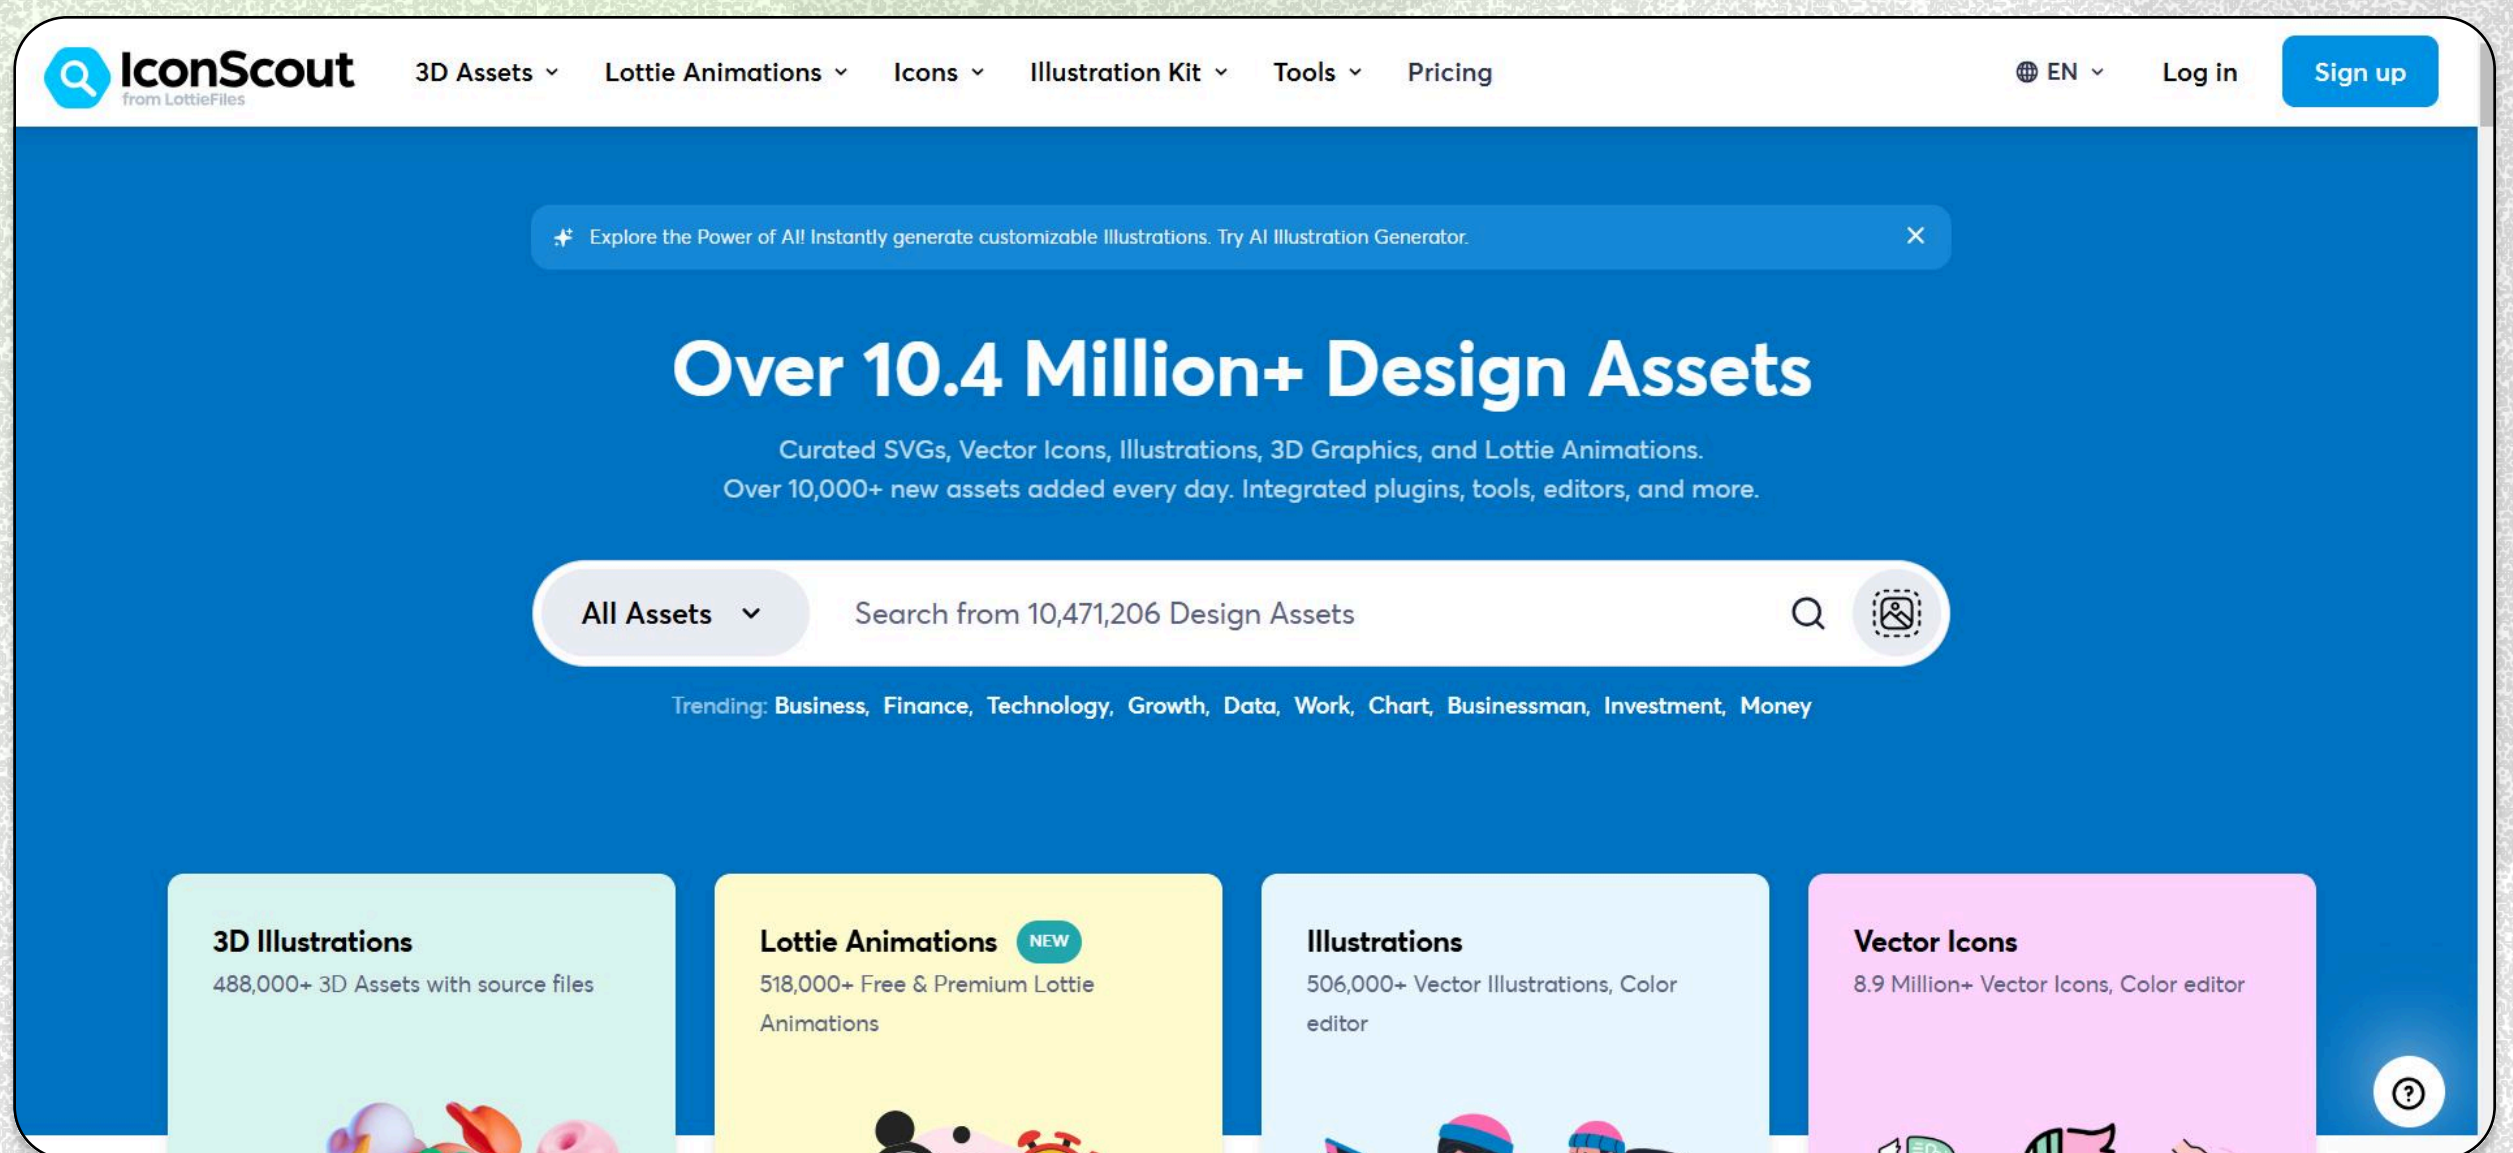 IconScout
from LottieFiles
3D Assets
Lottie Animations
Icons
Illustration Kit
Tools
Pricing
EN
Log in
Sign up
Explore the Power of AI! Instantly generate customizable Illustrations. Try AI Illustration Generator.
Over 10.4 Million+ Design Assets
Curated SVGs, Vector Icons, Illustrations, 3D Graphics, and Lottie Animations.
Over 10,000+ new assets added every day. Integrated plugins, tools, editors, and more.
All Assets
Search from 10,471,206 Design Assets
Trending: Business, Finance, Technology, Growth, Data, Work, Chart, Businessman, Investment, Money
3D Illustrations
488,000+ 3D Assets with source files
Lottie Animations NEW
518,000+ Free & Premium Lottie
Animations
Illustrations
506,000+ Vector Illustrations, Color
editor
Vector Icons
8.9 Million+ Vector Icons, Color editor